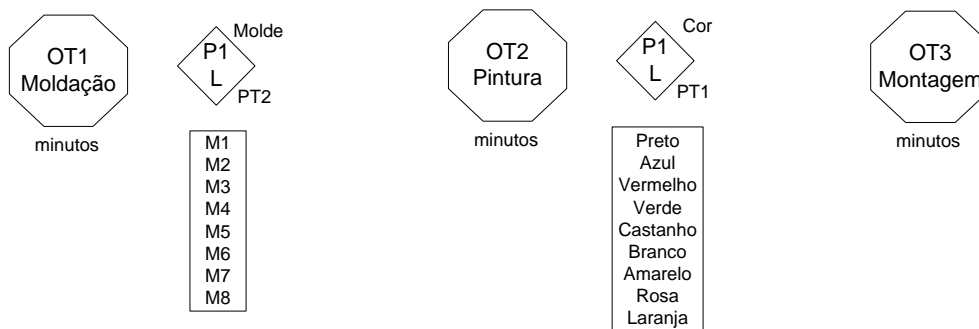 OT1
Moldação
minutos
Molde
P1
L
PT2
M1
M2
M3
M4
M5
M6
M7
M8
OT2
Pintura
minutos
Cor
P1
L
PT1
Preto
Azul
Vermelho
Verde
Castanho
Branco
Amarelo
Rosa
Laranja
OT3
Montagem
minutos